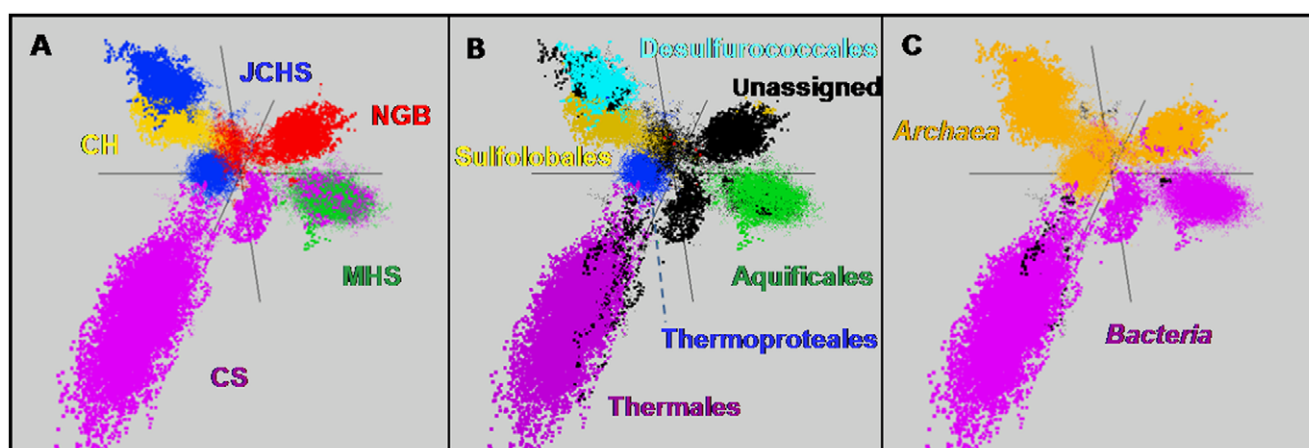 A
JCHS
NGB
CH
MHS
CS
B
Desulfurococcales
Unassigned
Sulfolobales
Aquificales
Thermoproteales
Thermales
C
Archaea
Bacteria